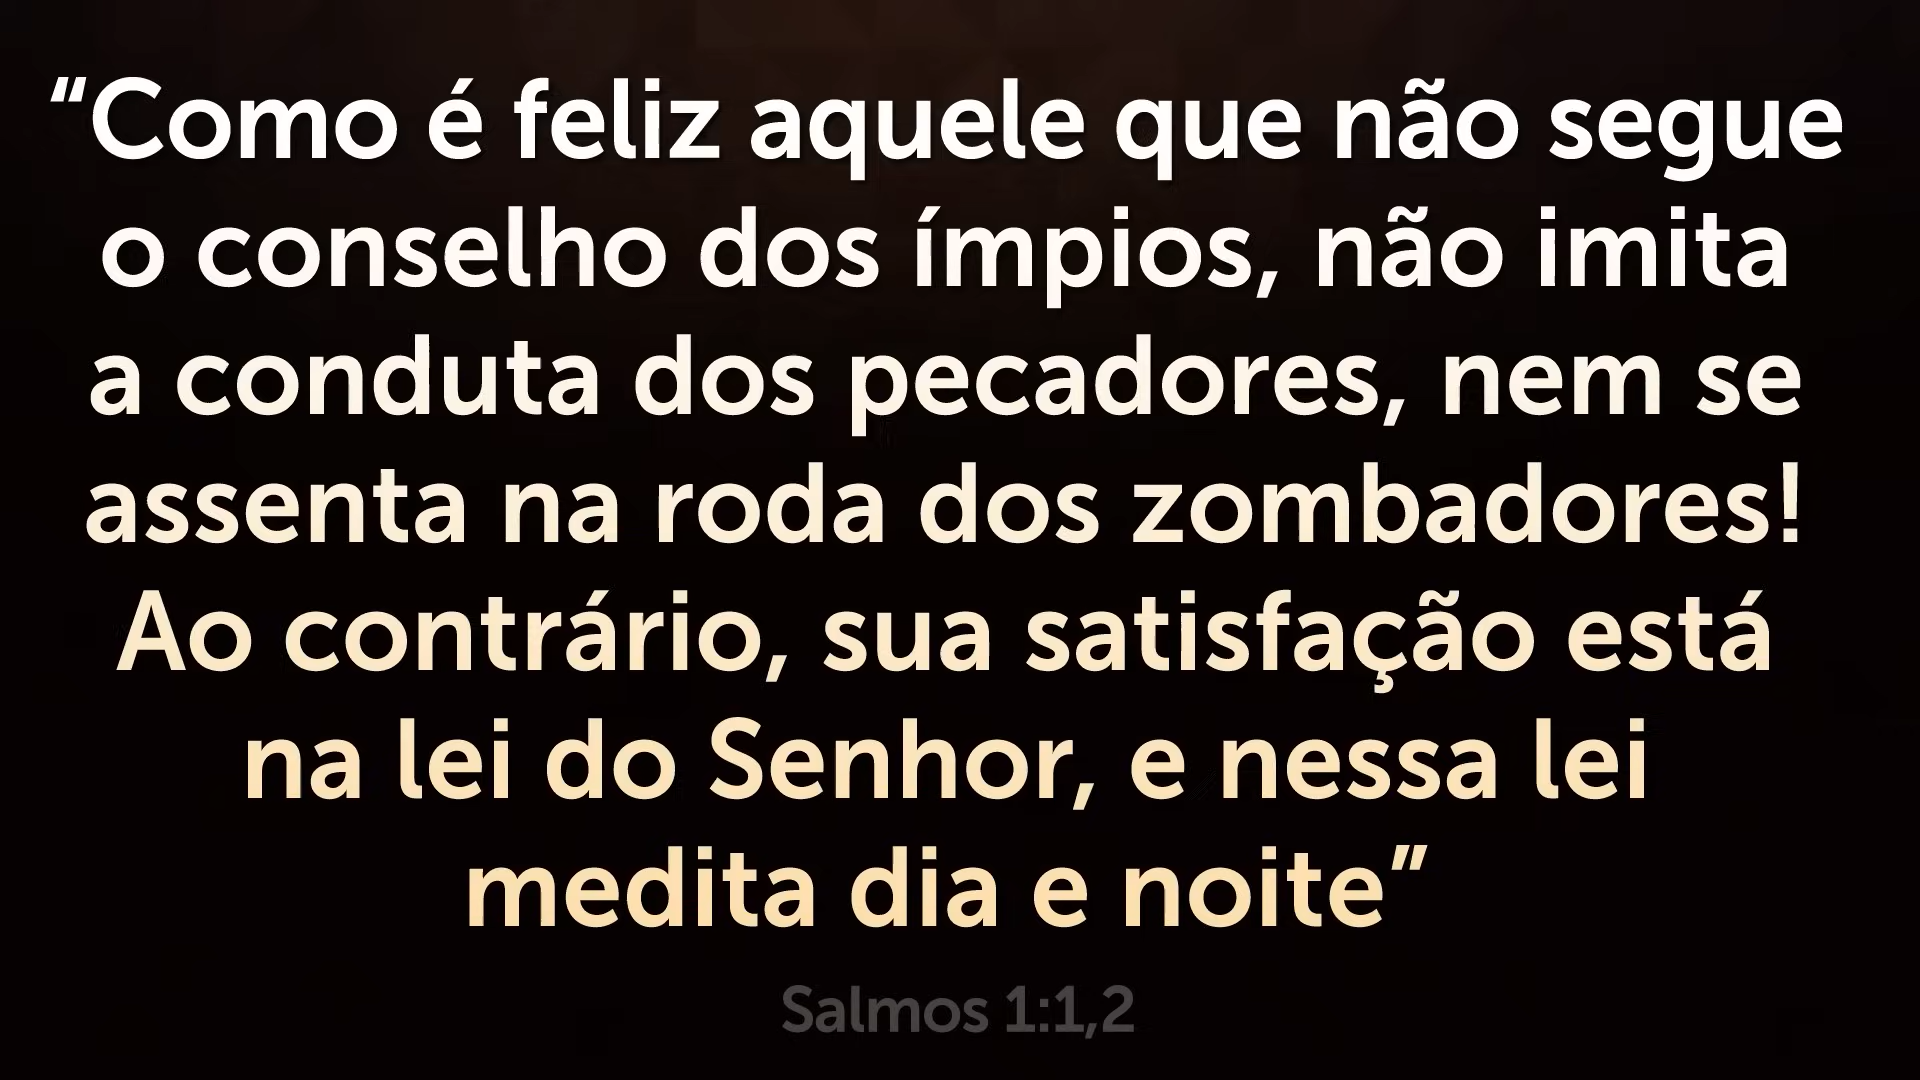 “Como é feliz aquele que não segue
o conselho dos ímpios, não imita
a conduta dos pecadores, nem se
assenta na roda dos zombadores!
Ao contrário, sua satisfação está
na lei do Senhor, e nessa lei
medita dia e noite”
Salmos 1:1,2